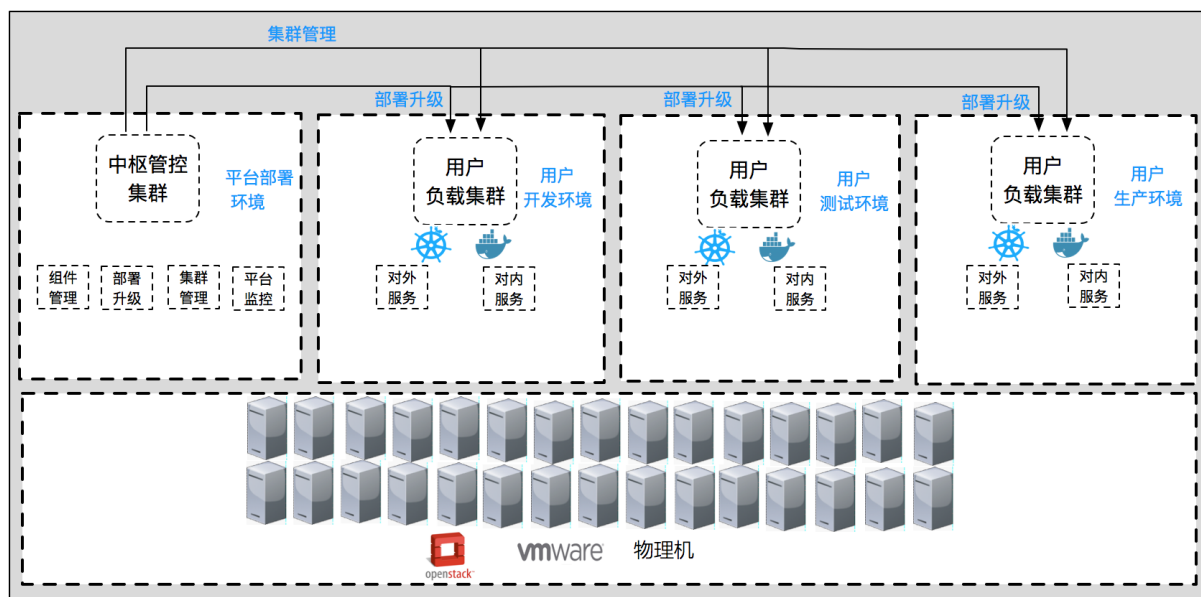 集群管理
部署升级
部署升级
部署升级
中枢管控
集群
平台部署
环境
组件
管理
部署
升级
集群
管理
平台
监控
用户
负载集群
用户
开发环境
对外
服务
对内
服务
用户
负载集群
用户
测试环境
对外
服务
对内
服务
用户
负载集群
用户
生产环境
对外
服务
对内
服务
openstack
vmware
物理机